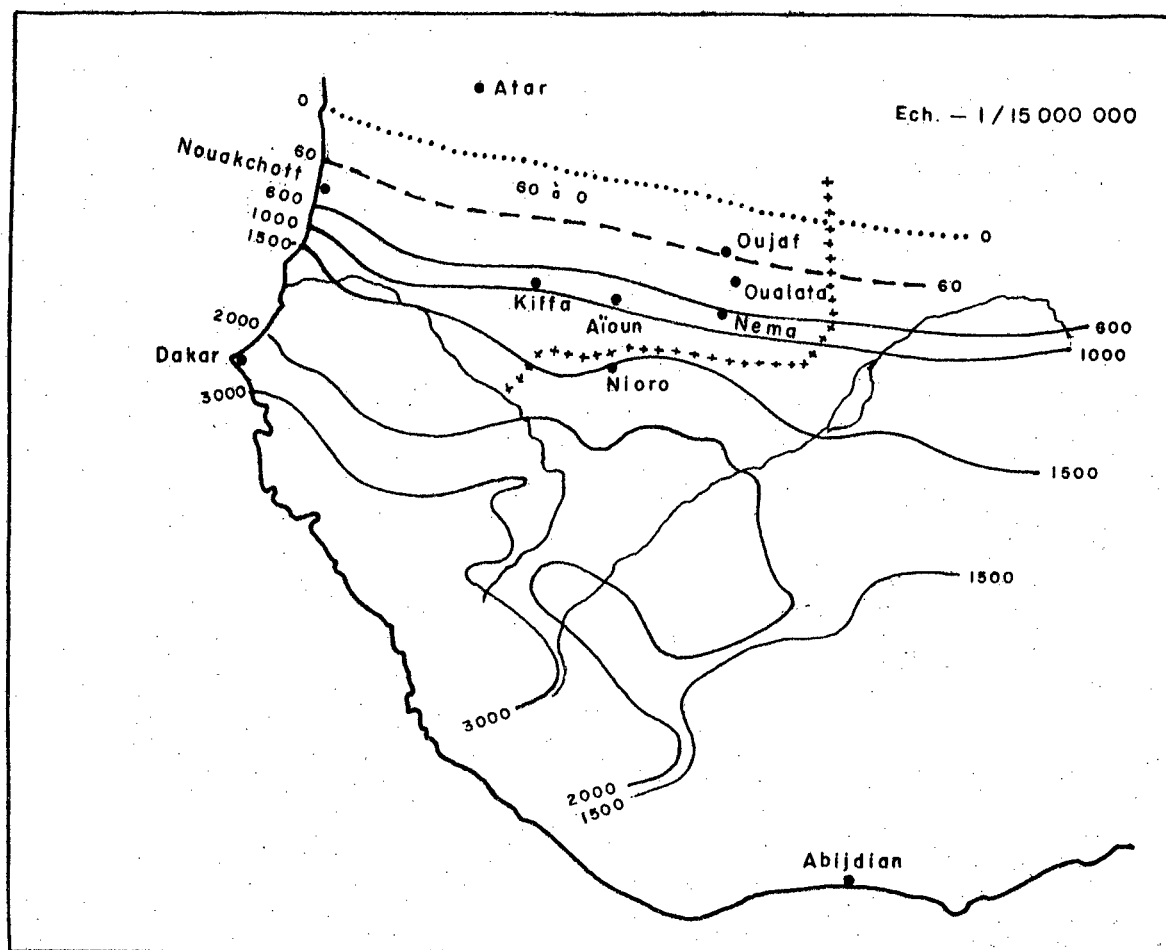 Atar
Ech. — 1/15 000 000
0
60
Nouakchott
600
1000
1500
60 à 0
0
Oujaf
60
Oualata
Kiffa
Aïoun
Nema
600
1000
2000
Dakar
Nioro
3000
1500
1500
3000
2000
1500
Abijdian